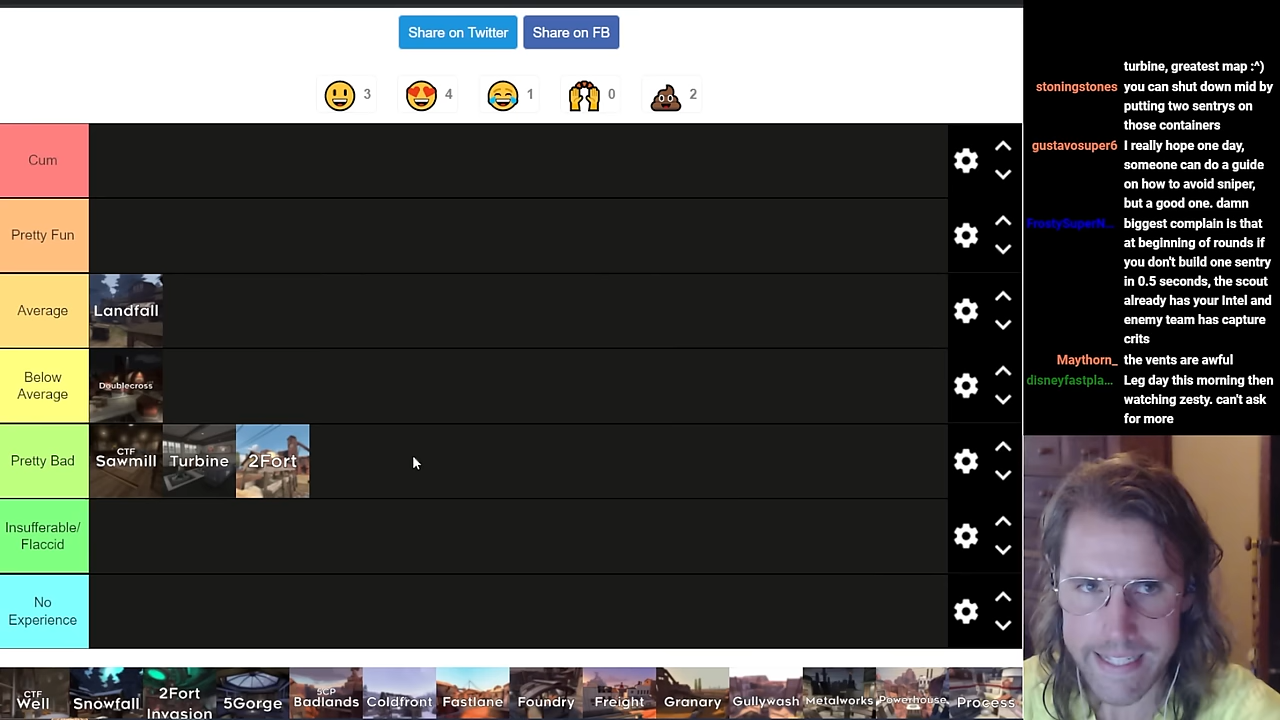 Share on Twitter
Share on FB
3
4
1
0
2
Cum
Pretty Fun
Average
Landfall
Below
Average
Doublecross
Pretty Bad
CTF
Sawmill
Turbine
2Fort
Insufferable/
Flaccid
No
Experience
CTF
Well
Snowfall
2Fort
Invasion
5Gorge
5CP
Badlands
Coldfront
Fastlane
Foundry
Freight
Granary
Gullywash
Metalworks
Powerhouse
Process
turbine, greatest map :^)
stoningstones you can shut down mid by
putting two sentrys on
those containers
gustavosuper6 I really hope one day,
someone can do a guide
on how to avoid sniper,
but a good one. damn
FrostySuperN... biggest complain is that
at beginning of rounds if
you don't build one sentry
in 0.5 seconds, the scout
already has your Intel and
enemy team has capture
crits
Maythorn_ the vents are awful
disneyfastpla... Leg day this morning then
watching zesty. can't ask
for more